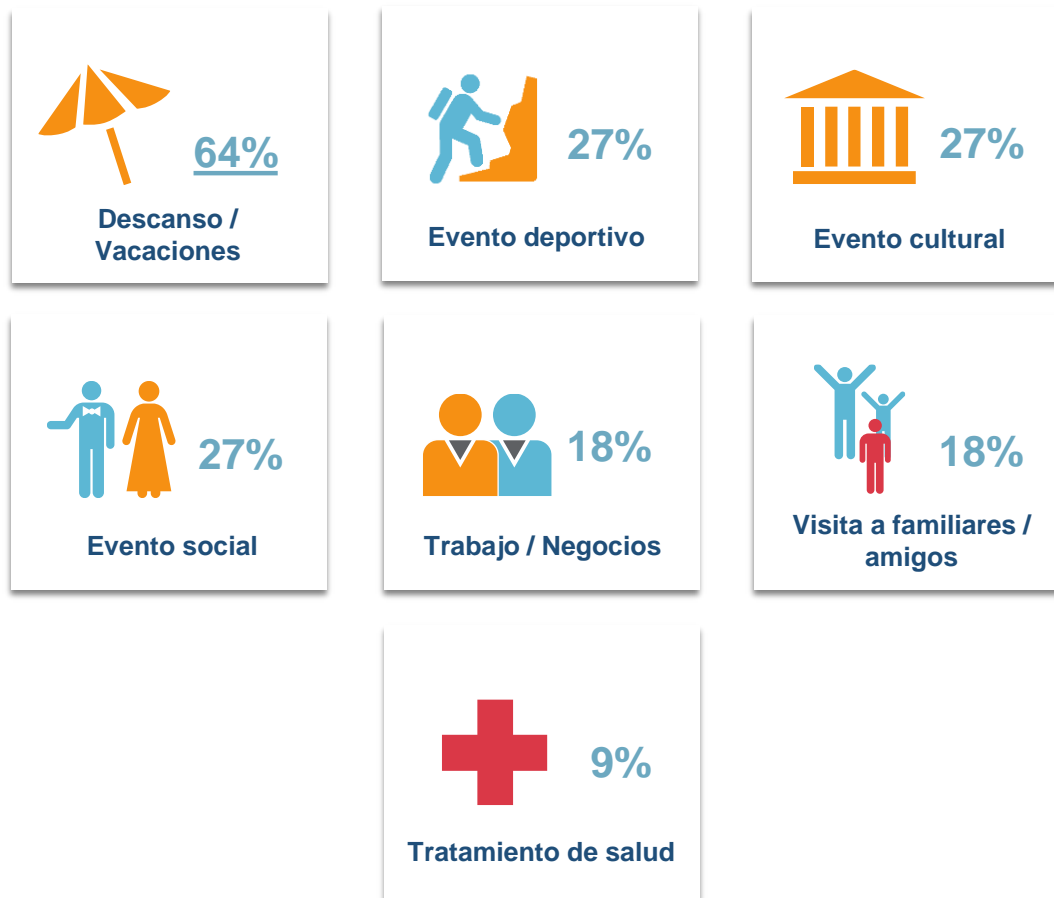 64%
Descanso /
Vacaciones
27%
Evento deportivo
27%
Evento cultural
27%
Evento social
18%
Trabajo / Negocios
18%
Visita a familiares /
amigos
9%
Tratamiento de salud